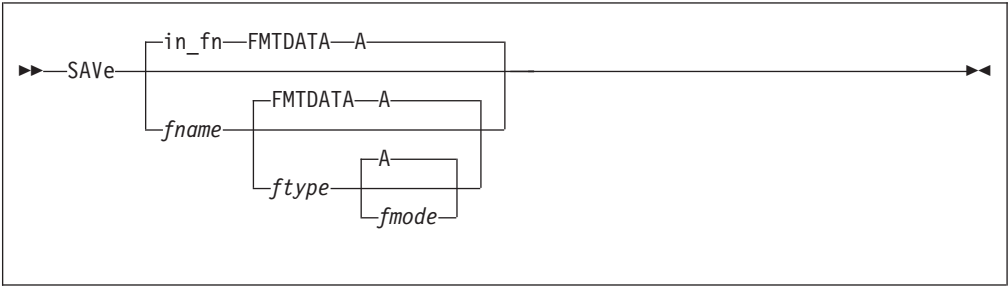 in_fn FMTDATA A
SAVe
FMTDATA A
fname
A
ftype
fmode